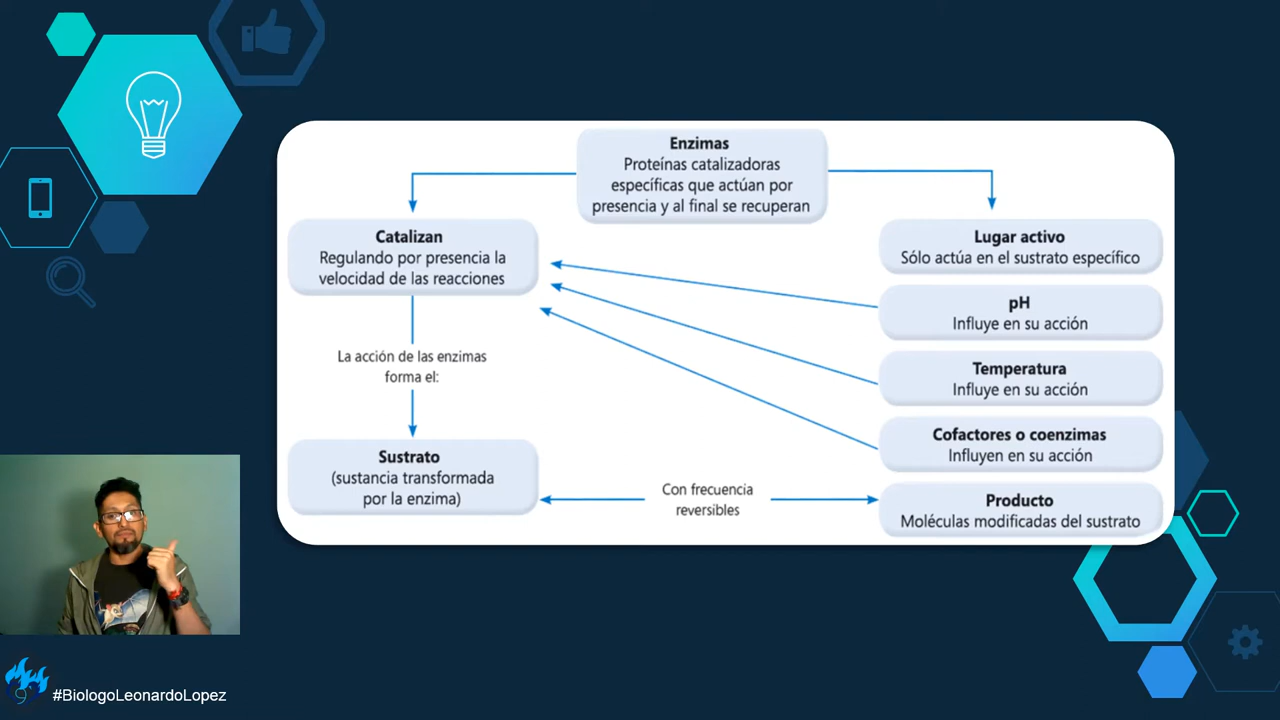 Enzimas
Proteínas catalizadoras
específicas que actúan por
presencia y al final se recuperan
Catalizan
Regulando por presencia la
velocidad de las reacciones
La acción de las enzimas
forma el:
Sustrato
(sustancia transformada
por la enzima)
Con frecuencia
reversibles
Lugar activo
Sólo actúa en el sustrato específico
pH
Influye en su acción
Temperatura
Influye en su acción
Cofactores o coenzimas
Influyen en su acción
Producto
Moléculas modificadas del sustrato
#BiologoLeonardoLopez